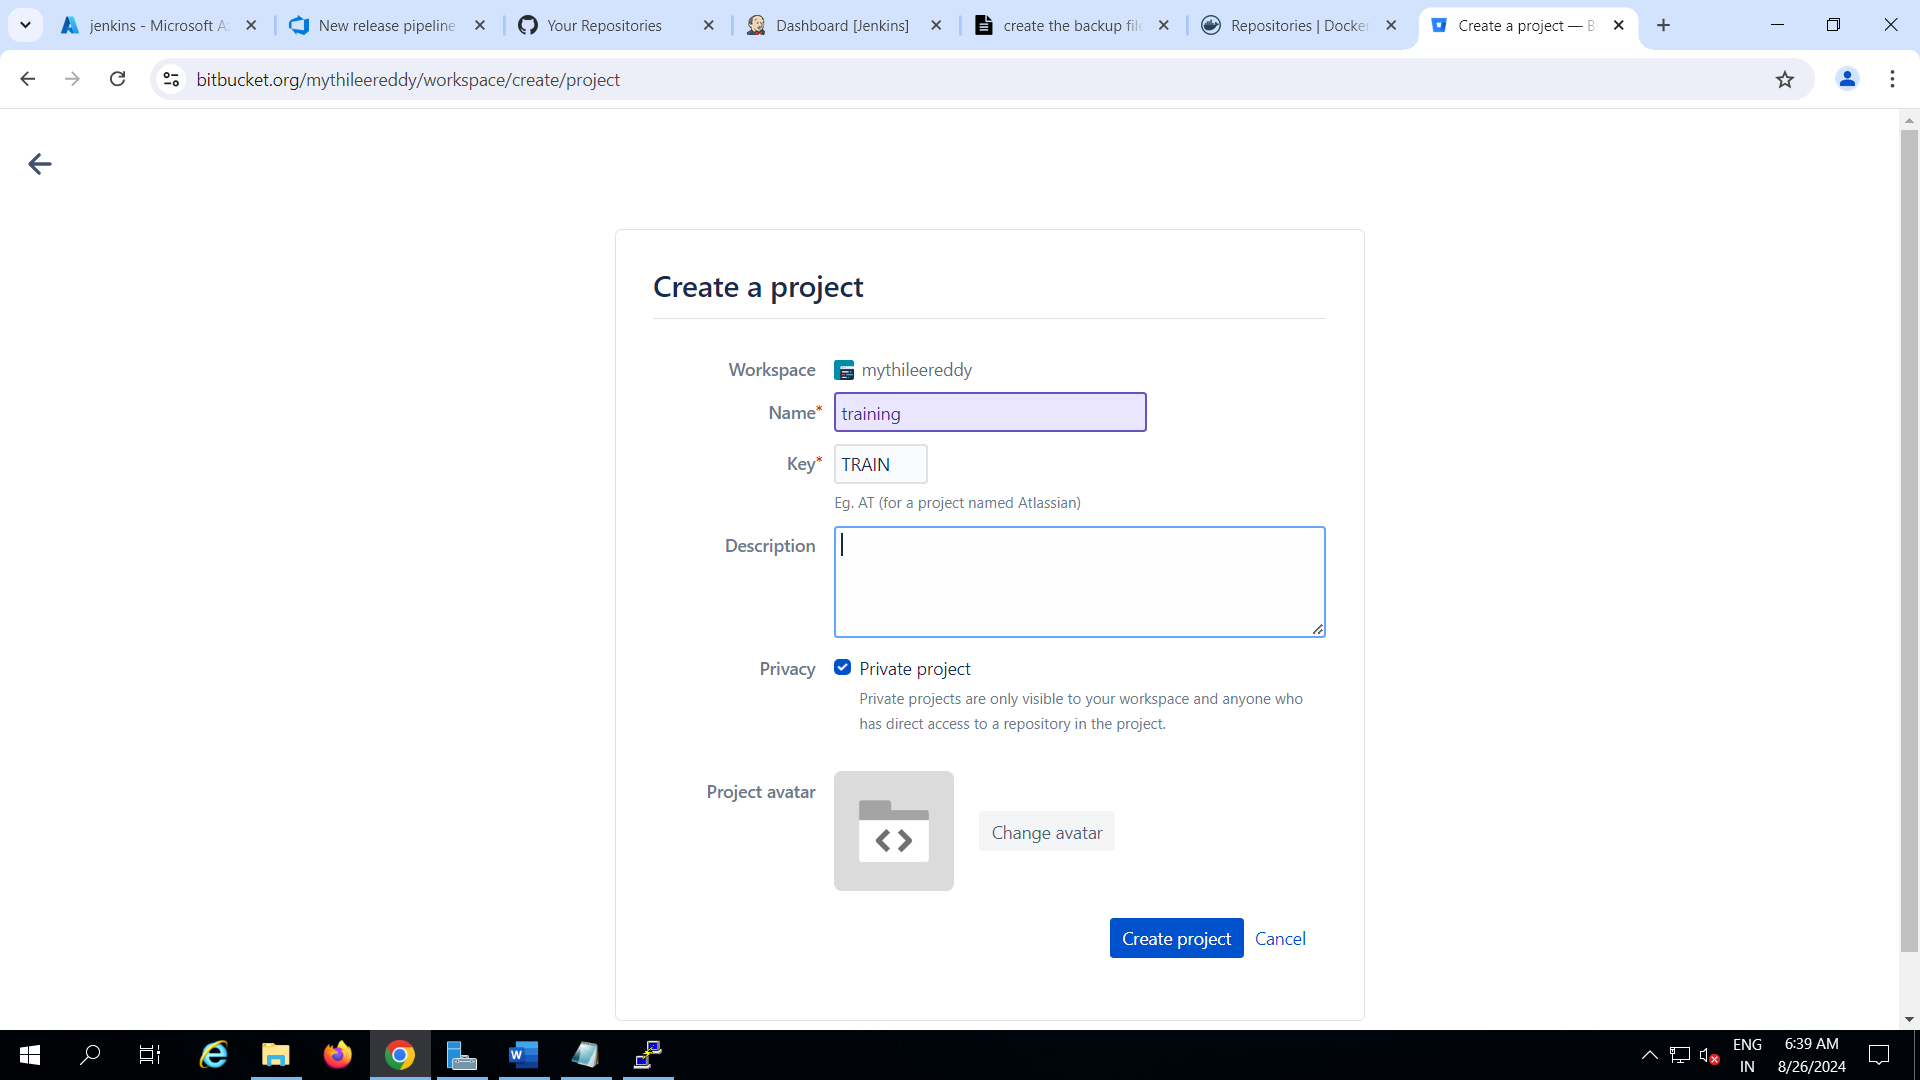 jenkins - Microsoft Az
New release pipeline
Your Repositories
Dashboard [Jenkins]
create the backup file
Repositories | Docker
Create a project — B
bitbucket.org/mythileereddy/workspace/create/project
Create a project
Workspace mythileereddy
Name* training
Key* TRAIN
Eg. AT (for a project named Atlassian)
Description
Privacy Private project
Private projects are only visible to your workspace and anyone who
has direct access to a repository in the project.
Project avatar
Change avatar
Create project Cancel
ENG 6:39 AM
IN 8/26/2024